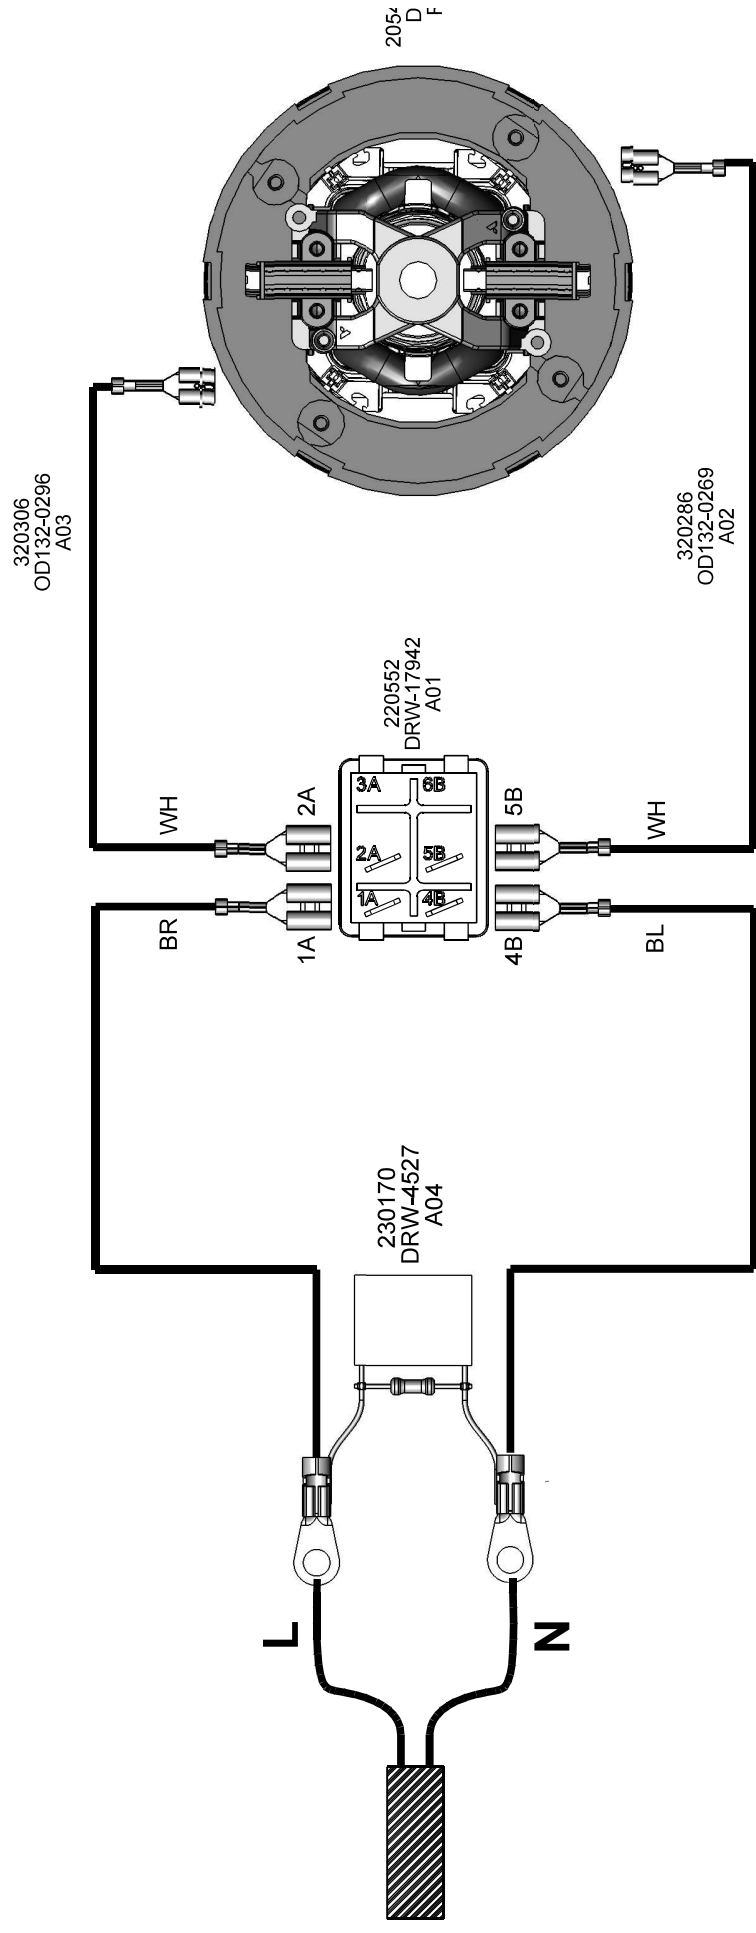 320306
OD132-0296
A03
320286
OD132-0269
A02
220552
DRW-17942
A01
WH
2A
BR
1A
3A
6B
2A
5B
1A
4B
5B
WH
4B
BL
230170
DRW-4527
A04
L
N